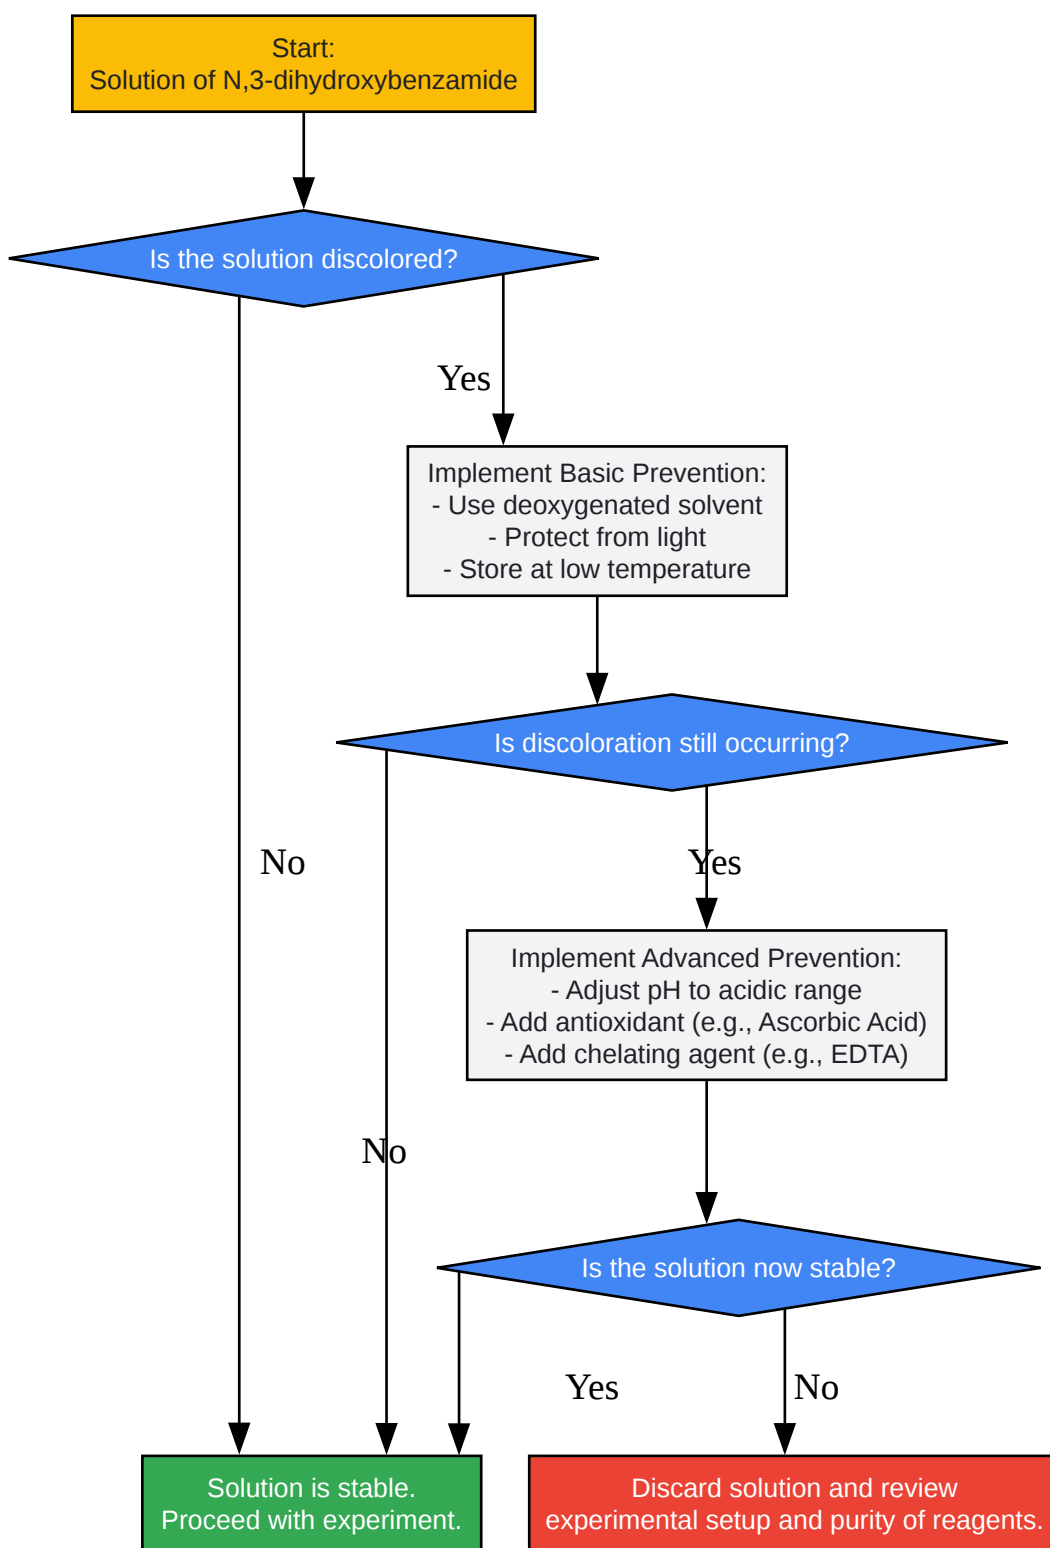 Start:
Solution of N,3-dihydroxybenzamide
Is the solution discolored?
Yes
Implement Basic Prevention:
- Use deoxygenated solvent
- Protect from light
- Store at low temperature
Is discoloration still occurring?
No
Yes
Implement Advanced Prevention:
- Adjust pH to acidic range
- Add antioxidant (e.g., Ascorbic Acid)
- Add chelating agent (e.g., EDTA)
No
Is the solution now stable?
Yes
No
Solution is stable.
Proceed with experiment.
Discard solution and review
experimental setup and purity of reagents.